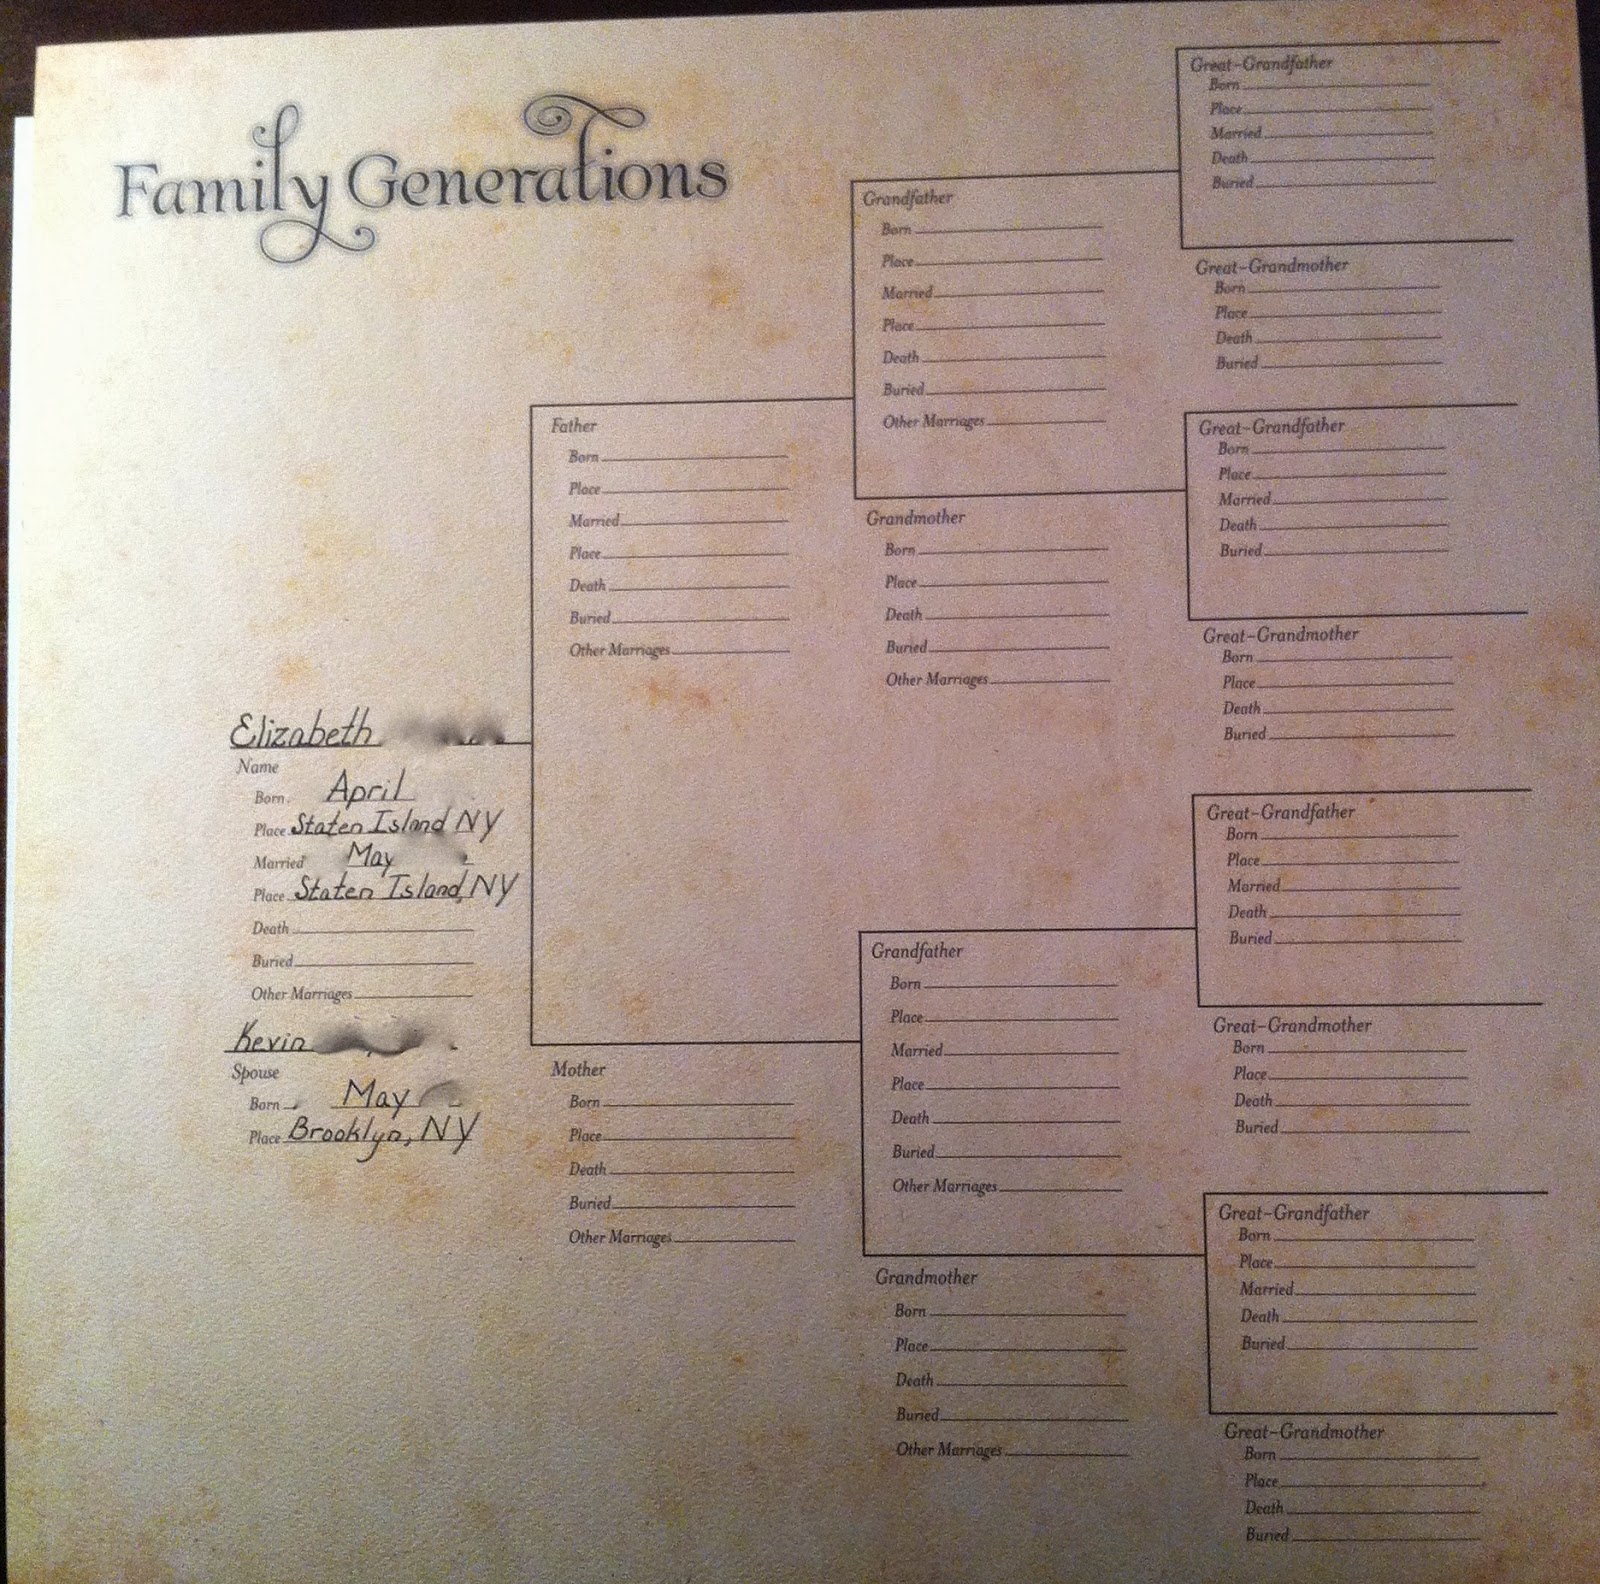 Family Generations
Elizabeth
Name
Born April
Place Staten Island NY
Married May
Place Staten Island, NY
Death
Buried
Other Marriages
Kevin
Spouse
Born May
Place Brooklyn, NY
Father
Born
Place
Married
Place
Death
Buried
Other Marriages
Mother
Born
Place
Death
Buried
Other Marriages
Grandfather
Born
Place
Married
Place
Death
Buried
Other Marriages
Grandmother
Born
Place
Death
Buried
Other Marriages
Grandfather
Born
Place
Married
Place
Death
Buried
Other Marriages
Grandmother
Born
Place
Death
Buried
Other Marriages
Great-Grandfather
Born
Place
Married
Death
Buried
Great-Grandmother
Born
Place
Death
Buried
Great-Grandfather
Born
Place
Married
Death
Buried
Great-Grandmother
Born
Place
Death
Buried
Great-Grandfather
Born
Place
Married
Death
Buried
Great-Grandmother
Born
Place
Death
Buried
Great-Grandfather
Born
Place
Married
Death
Buried
Great-Grandmother
Born
Place
Death
Buried